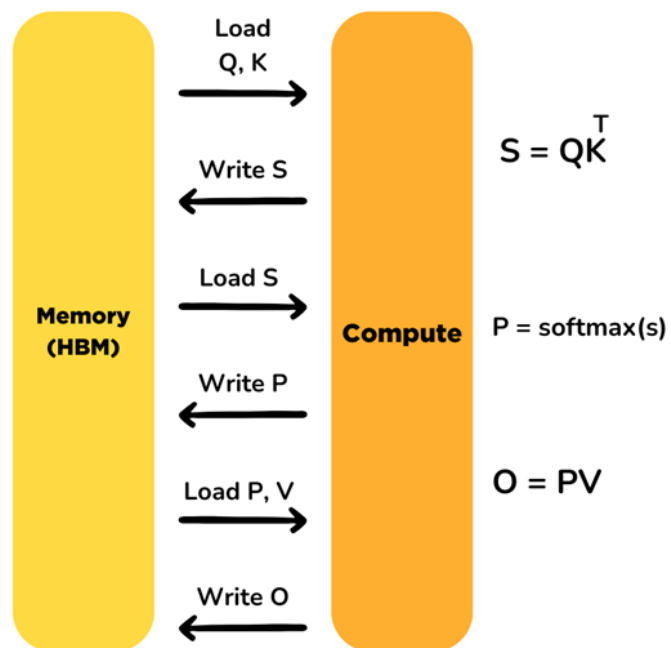 Load
Q, K
T
S = QK
Write S
Load S
Memory
(HBM)
Compute
P = softmax(s)
Write P
Load P, V
O = PV
Write O